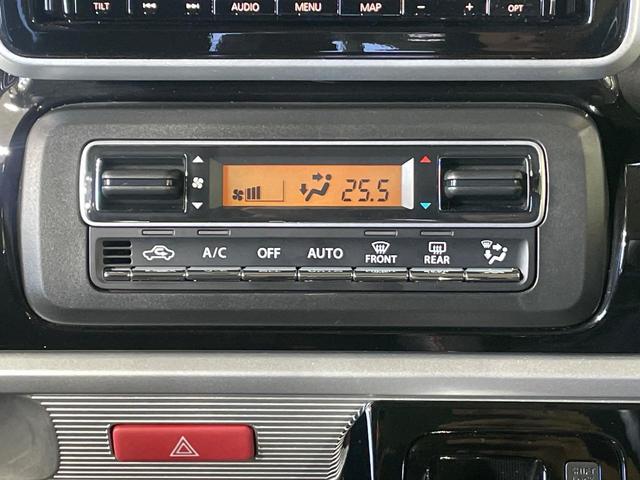 TILT AUDIO MENU MAP − + OPT
25.5
A/C OFF AUTO FRONT REAR